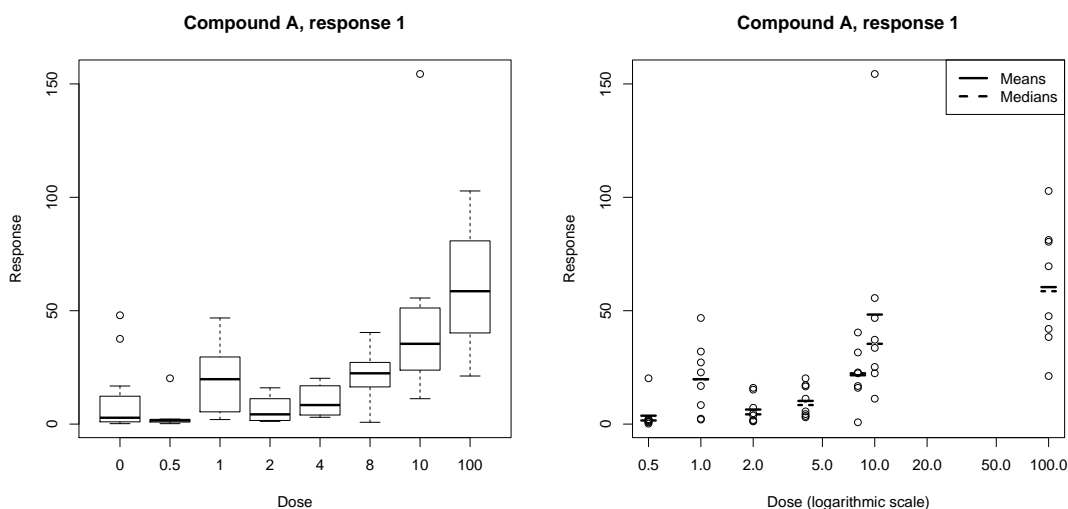 Compound A, response 1
Response
150
100
50
0
0 0.5 1 2 4 8 10 100
Dose
Compound A, response 1
Response
150
100
50
0
Means
Medians
0.5 1.0 2.0 5.0 10.0 20.0 50.0 100.0
Dose (logarithmic scale)